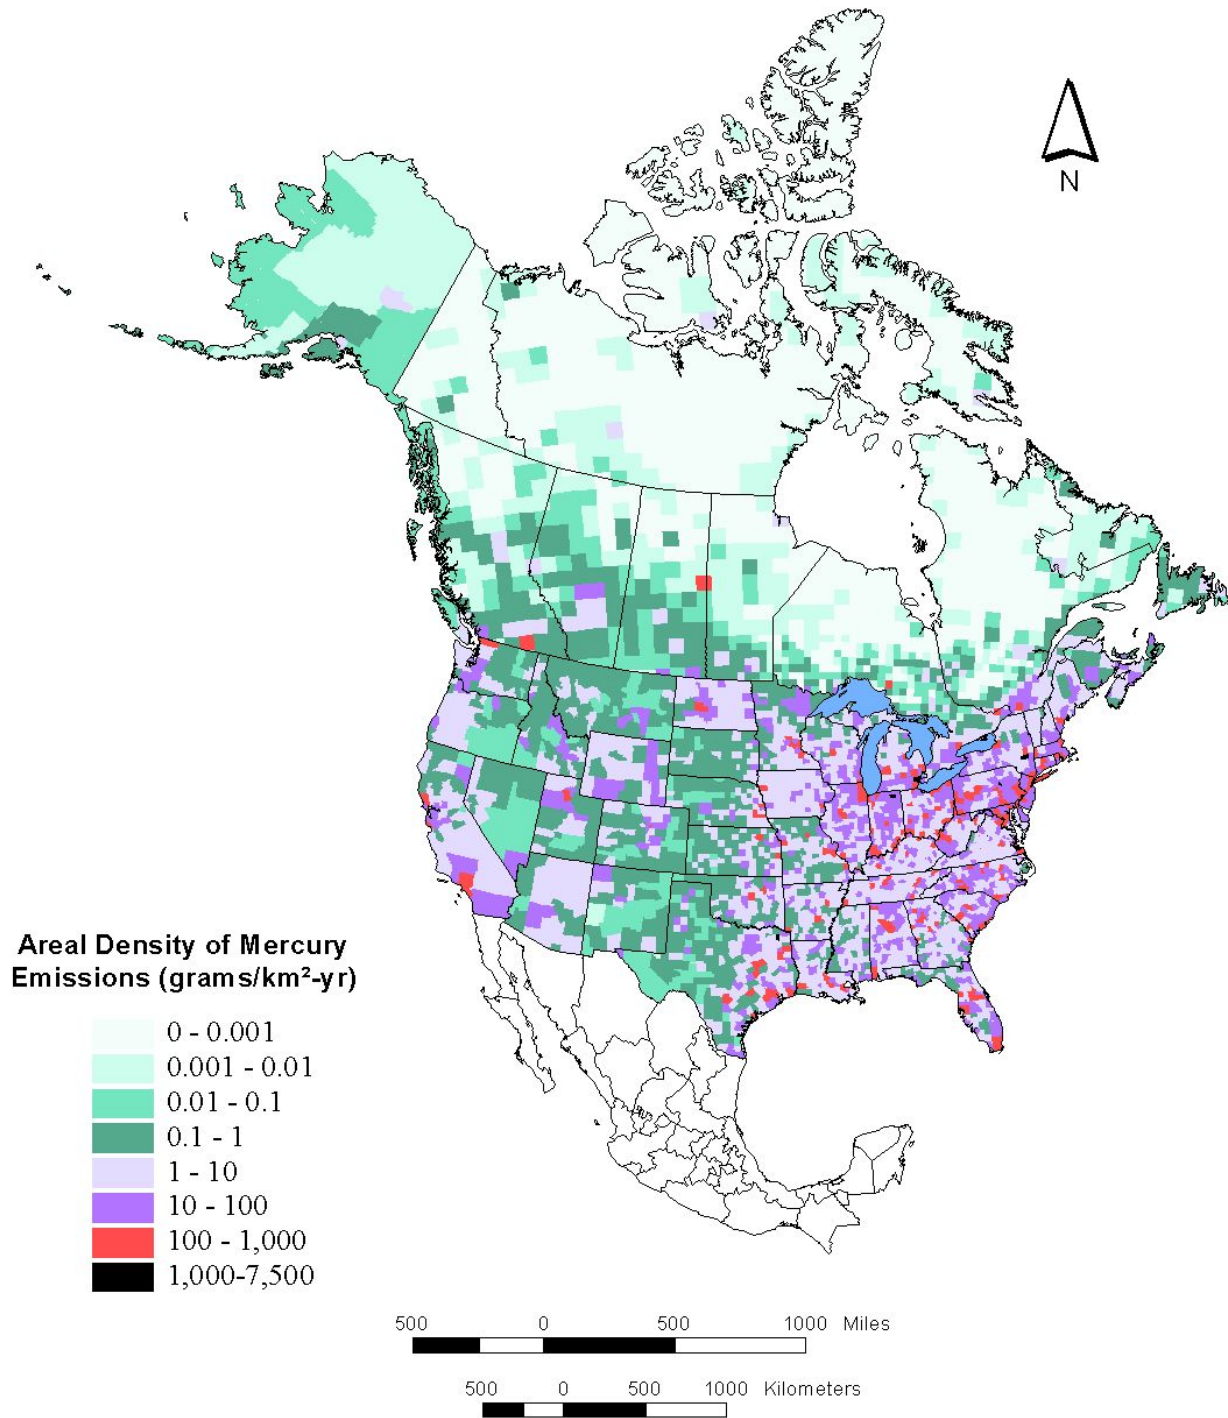 N
Areal Density of Mercury
Emissions (grams/km²-yr)
0 - 0.001
0.001 - 0.01
0.01 - 0.1
0.1 - 1
1 - 10
10 - 100
100 - 1,000
1,000-7,500
500 0 500 1000 Miles
500 0 500 1000 Kilometers